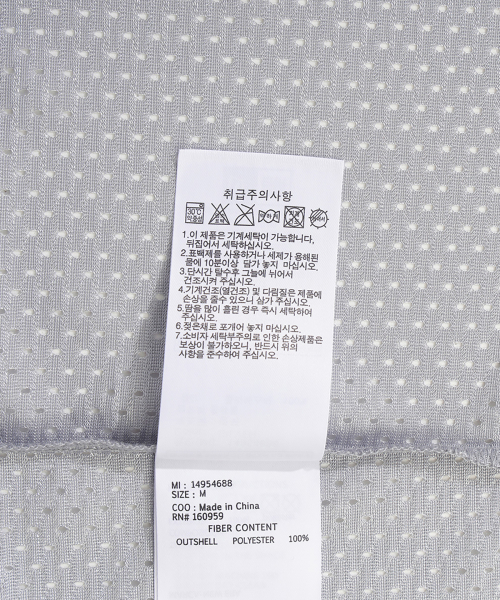 취급주의사항
30℃
1.이 제품은 기계세탁이 가능합니다,
뒤집어서 세탁하십시오.
2.표백제를 사용하거나 세제가 용해된
물에 10분이상 담가 놓지 마십시오,
3.단시간 탈수후 그늘에 뉘어서
건조시켜 주십시오,
4.기계건조(열건조) 및 다림질은 제품에
손상을 줄수 있으니 삼가 주십시오,
5.땀을 많이 흘린 경우 즉시 세탁하여
주십시오,
6.젖은채로 포개어 놓지 마십시오.
7.소비자 세탁부주의로 인한 손상제품은
보상이 불가하오니, 반드시 뒤의
사항을 준수하여 주십시오.
MI : 14954688
SIZE : M
COO : Made in China
RN# 160959
FIBER CONTENT
OUTSHELL POLYESTER 100%